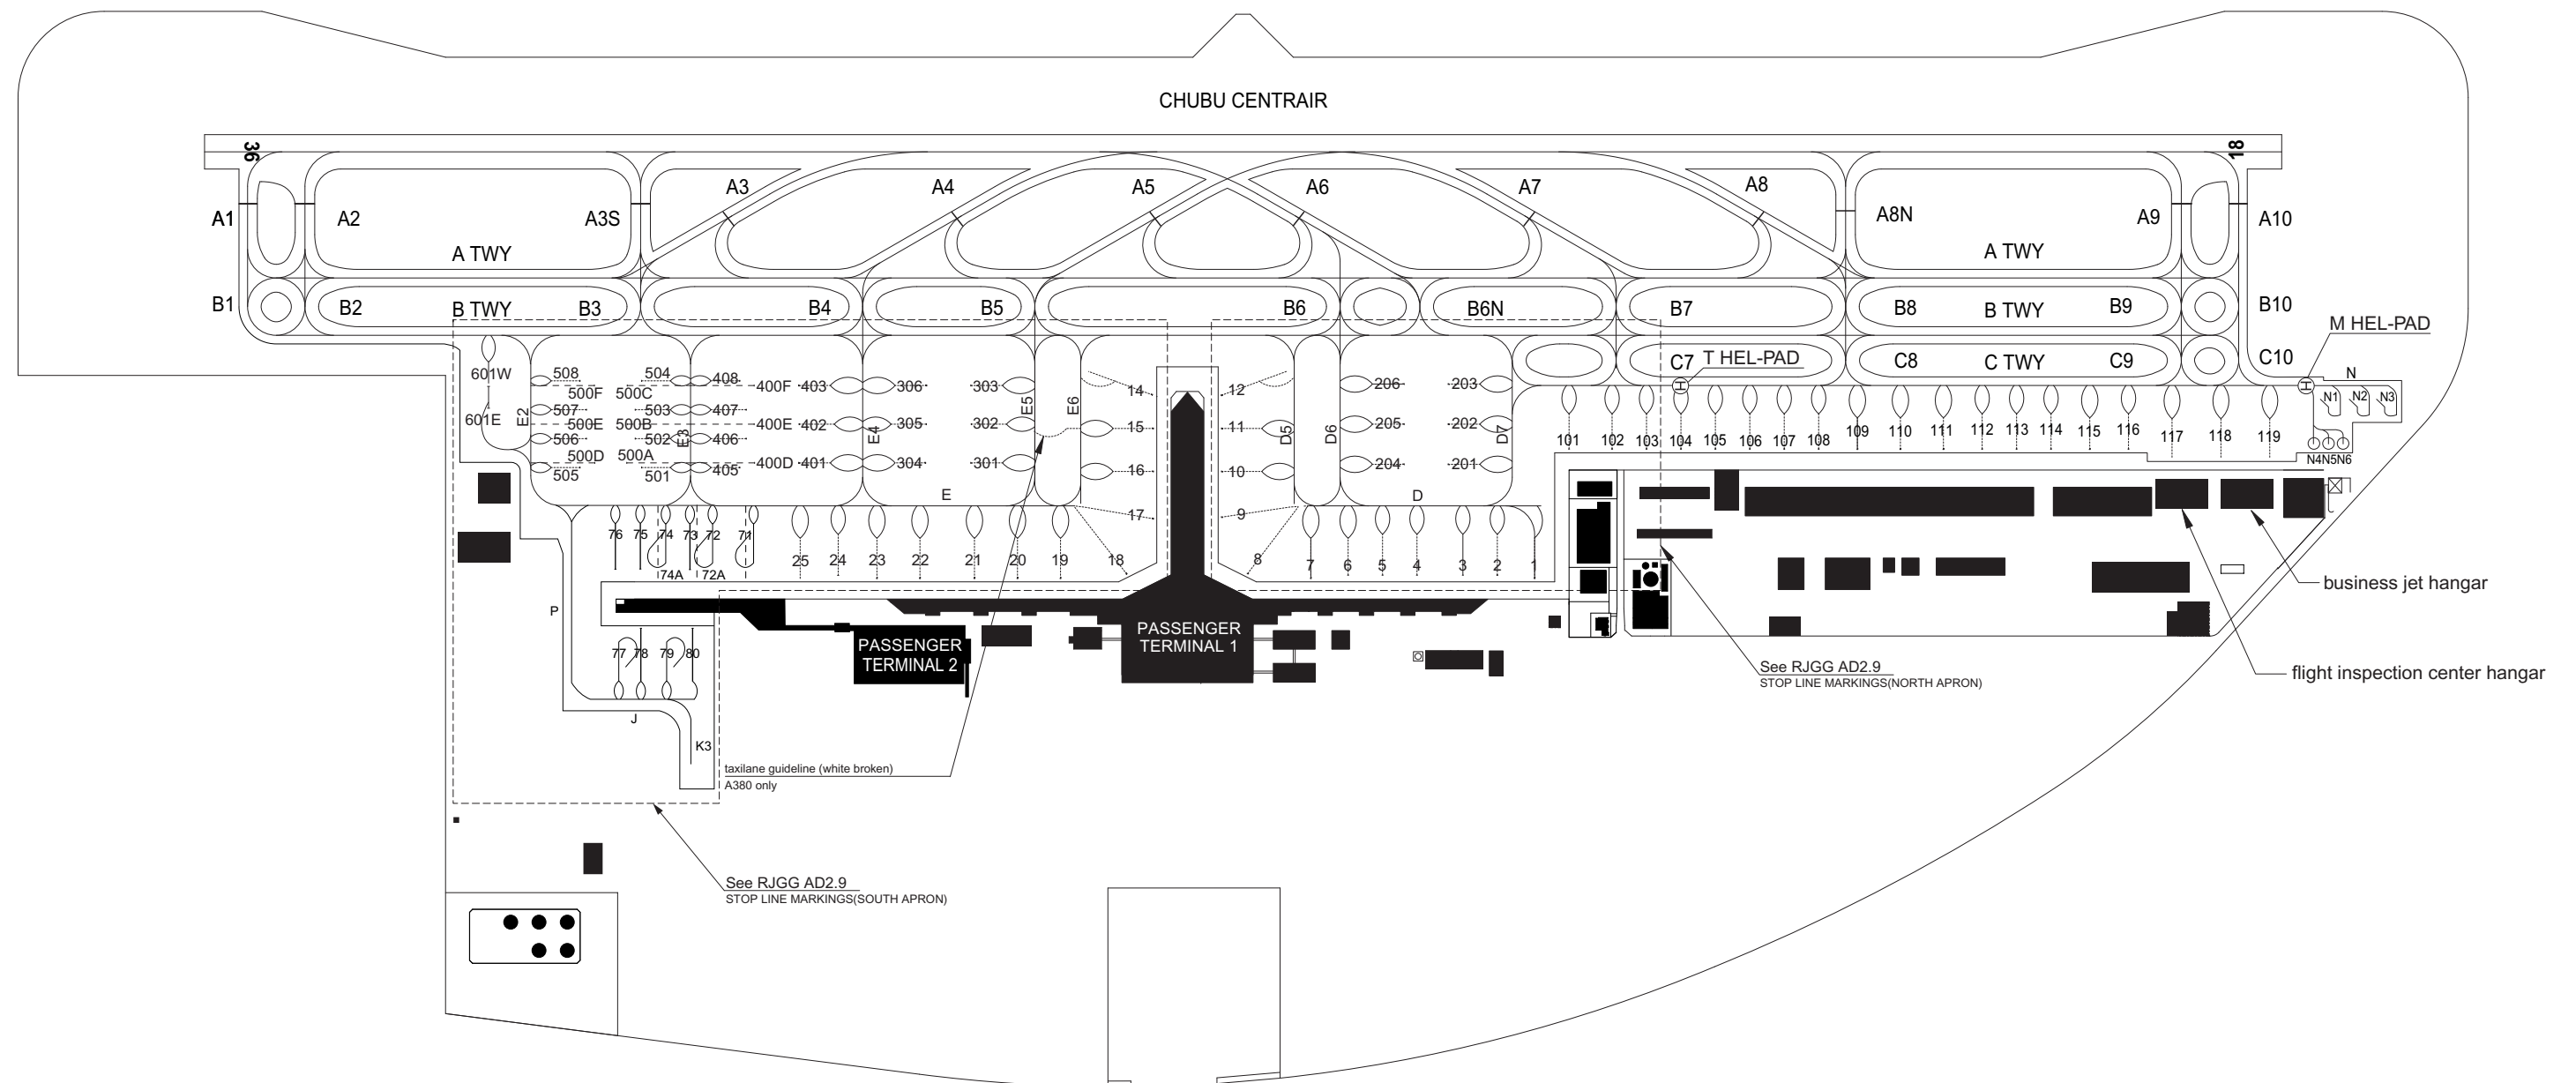 CHUBU CENTRAIR
36
18
A3
A4
A5
A6
A7
A8
A1
A2
A3S
A8N
A9
A10
A TWY
A TWY
B1
B2
B TWY
B3
B4
B5
B6
B6N
B7
B8
B TWY
B9
B10
M HEL-PAD
C7
T HEL-PAD
C8
C TWY
C9
C10
N
N1
N2
N3
601W
601E
E2
508
500F
507
500E
506
500D
505
504
500C
503
500B
502
500A
501
E3
408
400F
407
400E
406
400D
405
403
402
401
E4
306
305
304
303
302
301
E5
E6
14
15
16
17
18
12
11
10
9
8
D5
D6
206
205
204
203
202
201
D7
101
102
103
104
105
106
107
108
109
110
111
112
113
114
115
116
117
118
119
N4
N5
N6
E
D
76
75
74
73
72
71
74A
72A
25
24
23
22
21
20
19
7
6
5
4
3
2
1
P
77
78
79
80
J
K3
PASSENGER
TERMINAL 2
PASSENGER
TERMINAL 1
business jet hangar
flight inspection center hangar
See RJGG AD2.9
STOP LINE MARKINGS(NORTH APRON)
taxilane guideline (white broken)
A380 only
See RJGG AD2.9
STOP LINE MARKINGS(SOUTH APRON)